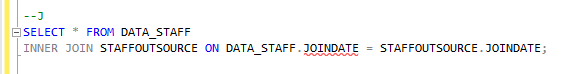 --J
SELECT * FROM DATA_STAFF
INNER JOIN STAFFOUTSOURCE ON DATA_STAFF.JOINDATE = STAFFOUTSOURCE.JOINDATE;